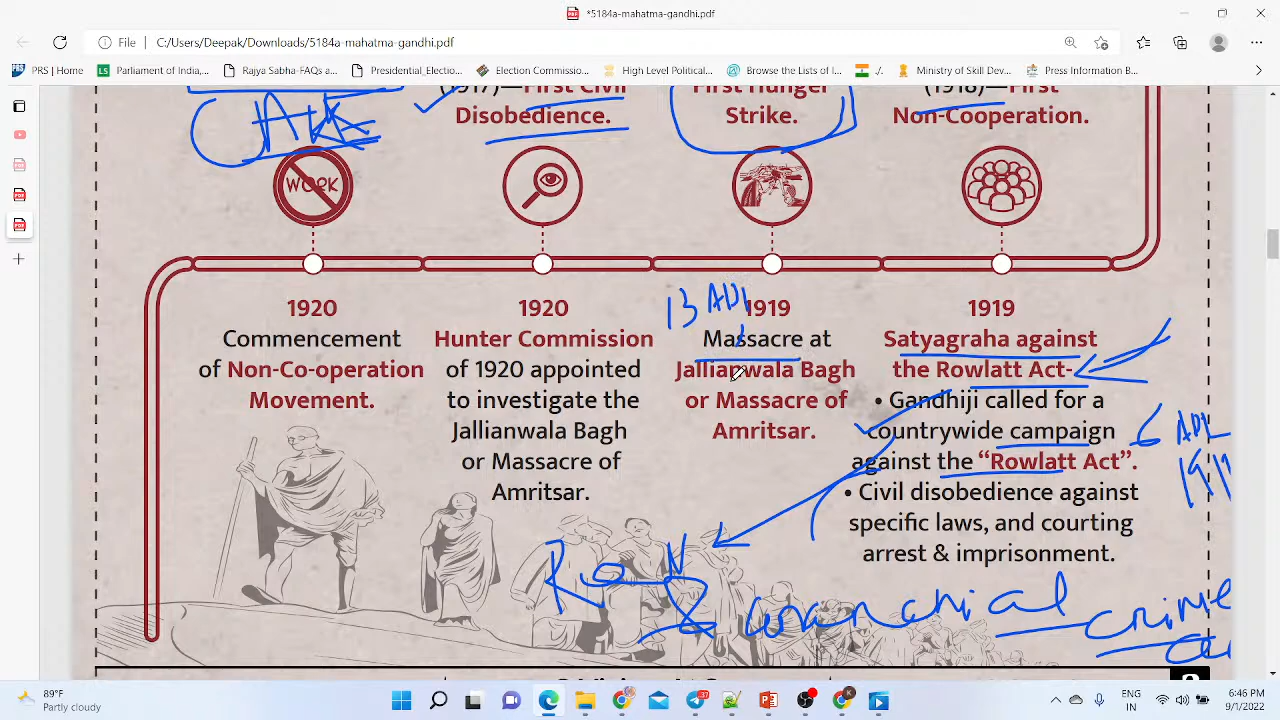 *5184a-mahatma-gandhi.pdf
File C:/Users/Deepak/Downloads/5184a-mahatma-gandhi.pdf
PRS | Home
Parliament of India,...
Rajya Sabha-FAQs ...
Presidential_Electio...
Election Commissio...
High Level Political...
Browse the Lists of I...
./.
Ministry of Skill Dev...
Press Information B...
(1917)—First Civil
Disobedience.
First Hunger
Strike.
(1918)—First
Non-Cooperation.
WORK
1920
Commencement
of Non-Co-operation
Movement.
1920
Hunter Commission
of 1920 appointed
to investigate the
Jallianwala Bagh
or Massacre of
Amritsar.
13
1919
Massacre at
Jallianwala Bagh
or Massacre of
Amritsar.
1919
Satyagraha against
the Rowlatt Act-
• Gandhiji called for a
countrywide campaign
against the “Rowlatt Act”.
• Civil disobedience against
specific laws, and courting
arrest & imprisonment.
6
1919
crime
89°F
Partly cloudy
37
K
ENG
IN
6:46 PM
9/1/2022